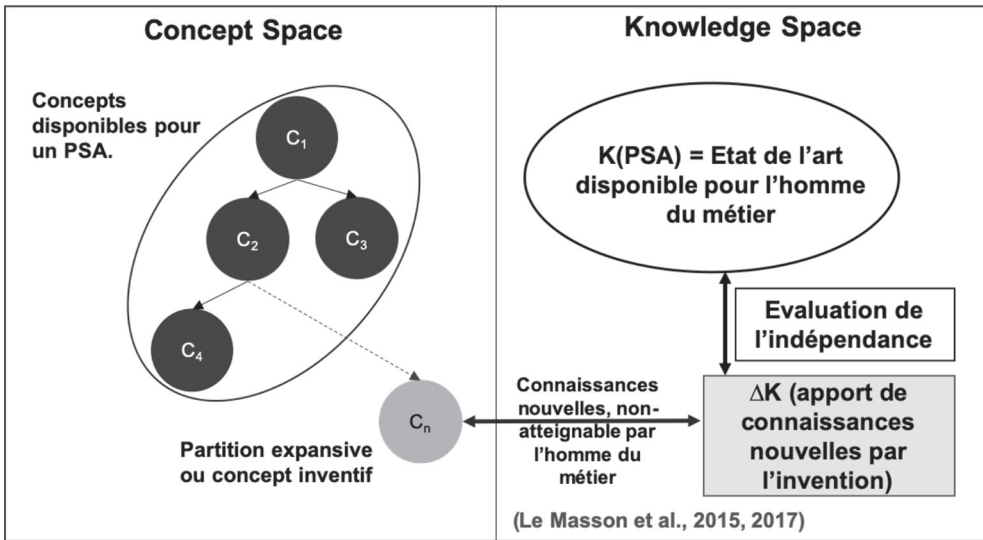 Concept Space
Concepts
disponibles pour
un PSA.
C1
C2
C3
C4
Cn
Partition expansive
ou concept inventif
Knowledge Space
K(PSA) = Etat de l'art
disponible pour l'homme
du métier
Evaluation de
l'indépendance
Connaissances
nouvelles, non-
atteignable par
l'homme du
métier
ΔK (apport de
connaissances
nouvelles par
l'invention)
(Le Masson et al., 2015, 2017)